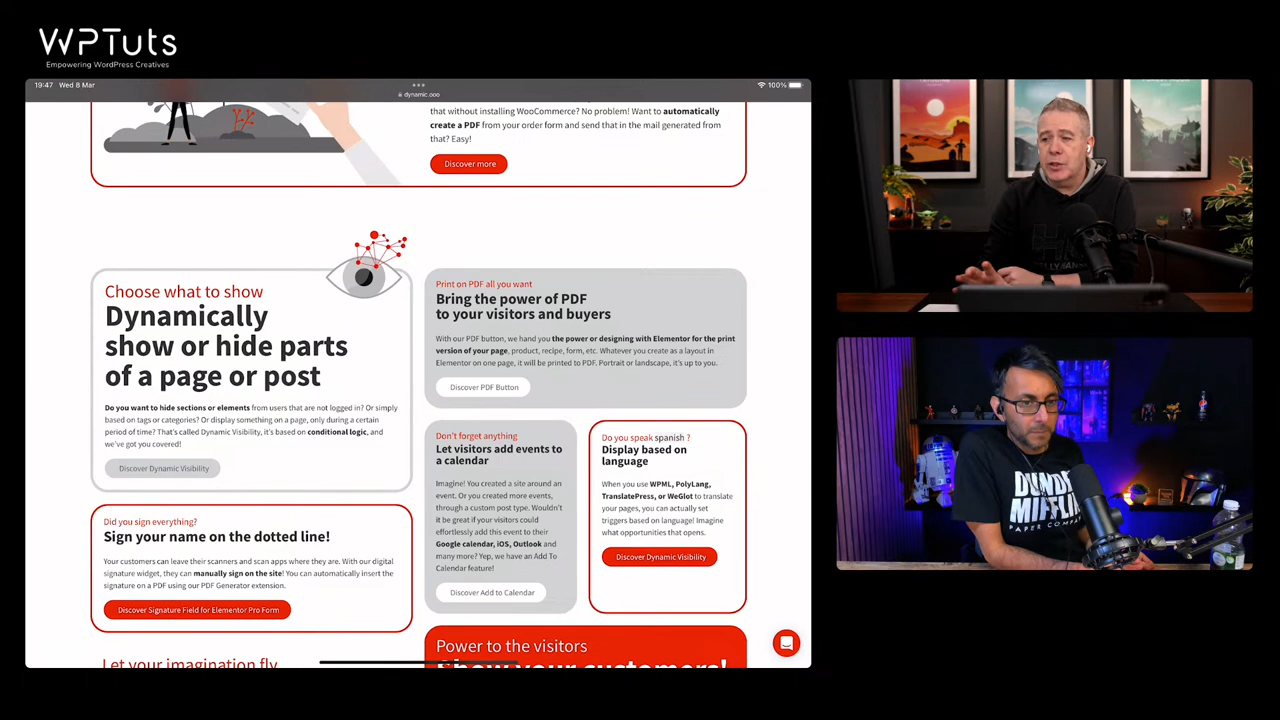 WPTuts
Empowering WordPress Creatives
19:47 Wed 8 Mar
dynamic.ooo
100%
that without installing WooCommerce? No problem! Want to automatically
create a PDF from your order form and send that in the mail generated from
that? Easy!
Discover more
Choose what to show
Dynamically
show or hide parts
of a page or post
Do you want to hide sections or elements from users that are not logged in? Or simply
based on tags or categories? Or display something on a page, only during a certain
period of time? That's called Dynamic Visibility, it's based on conditional logic, and
we've got you covered!
Discover Dynamic Visibility
Print on PDF all you want
Bring the power of PDF
to your visitors and buyers
With our PDF button, we hand you the power or designing with Elementor for the print
version of your page, product, recipe, form, etc. Whatever you create as a layout in
Elementor on one page, it will be printed to PDF. Portrait or landscape, it's up to you.
Discover PDF Button
Don't forget anything
Let visitors add events to
a calendar
Imagine! You created a site around an
event. Or you created more events,
through a custom post type. Wouldn't
it be great if your visitors could
effortlessly add this event to their
Google calendar, iOS, Outlook and
many more? Yep, we have an Add To
Calendar feature!
Discover Add to Calendar
Do you speak spanish ?
Display based on
language
When you use WPML, PolyLang,
TranslatePress, or WeGlot to translate
your pages, you can actually set
triggers based on language! Imagine
what opportunities that opens.
Discover Dynamic Visibility
Did you sign everything?
Sign your name on the dotted line!
Your customers can leave their scanners and scan apps where they are. With our digital
signature widget, they can manually sign on the site! You can automatically insert the
signature on a PDF using our PDF Generator extension.
Discover Signature Field for Elementor Pro Form
Let your imagination fly
Power to the visitors
Show your customers!
DUNDER
MIFFLIN
PAPER COMPANY